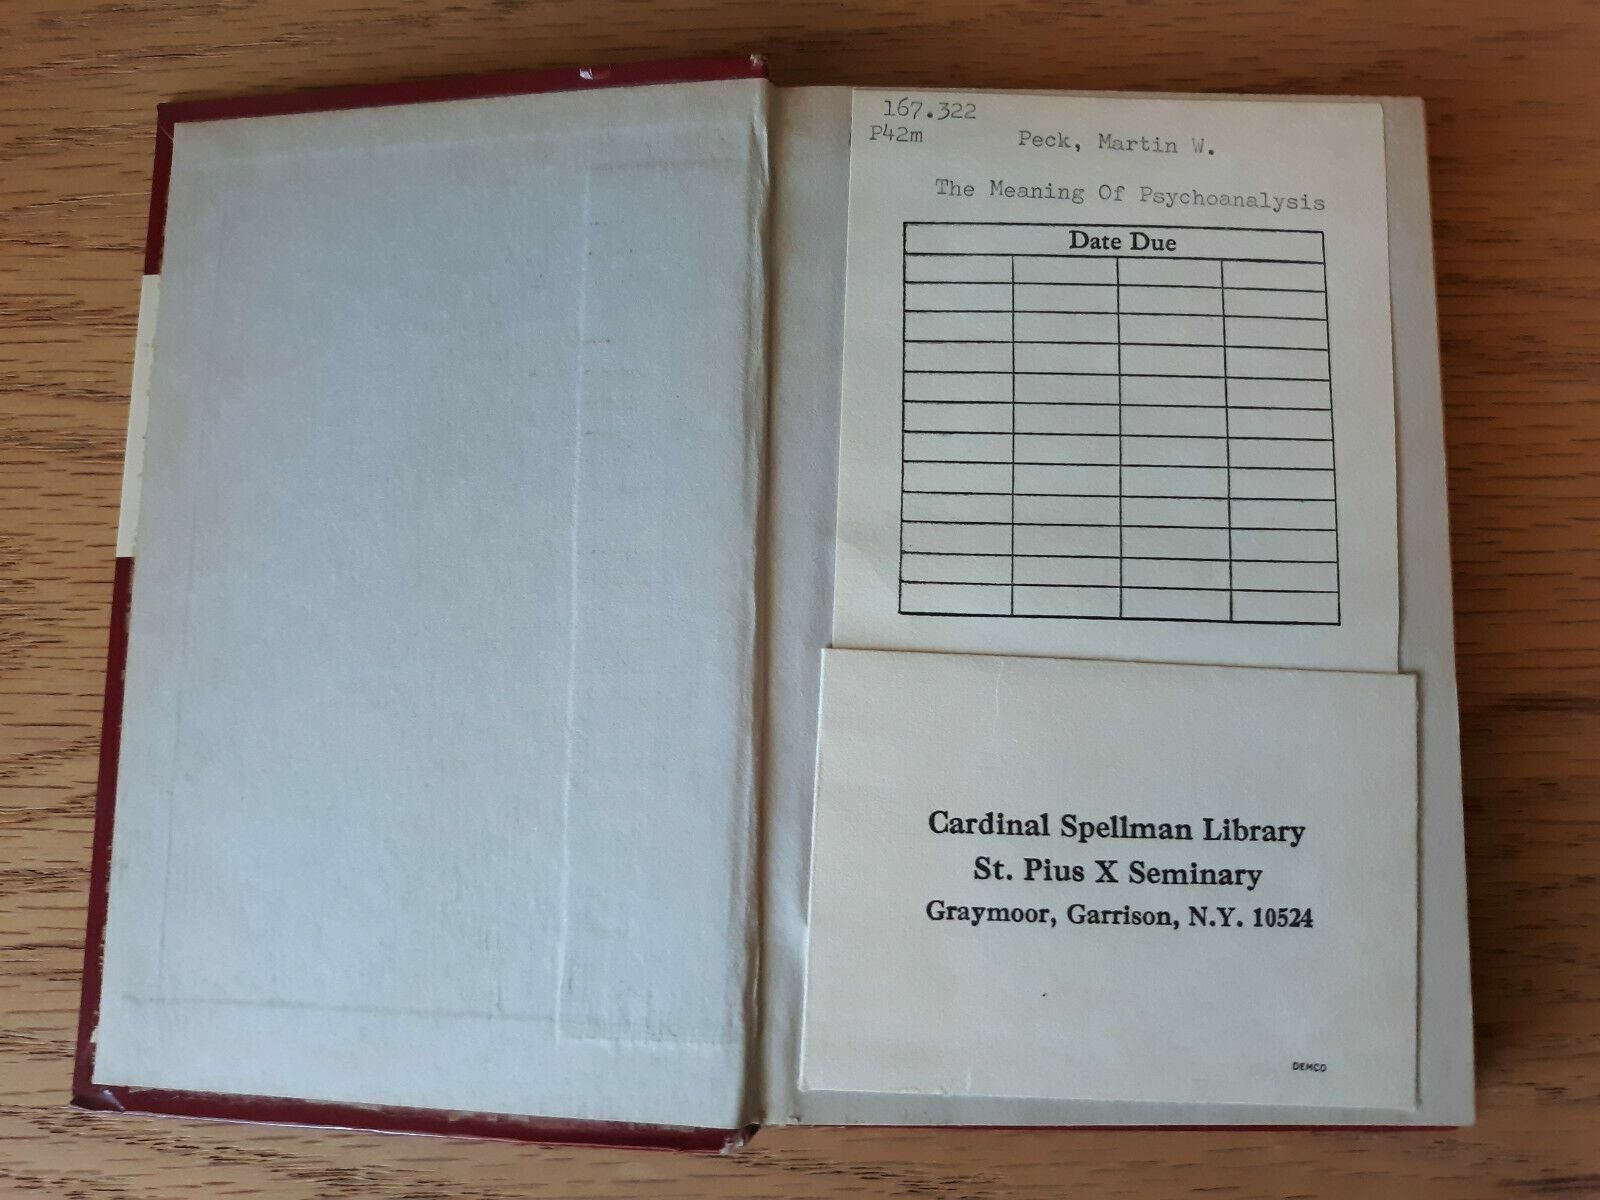 167.322
P42m Peck, Martin W.
The Meaning Of Psychoanalysis
Date Due
Cardinal Spellman Library
St. Pius X Seminary
Graymoor, Garrison, N.Y. 10524
DEMCO